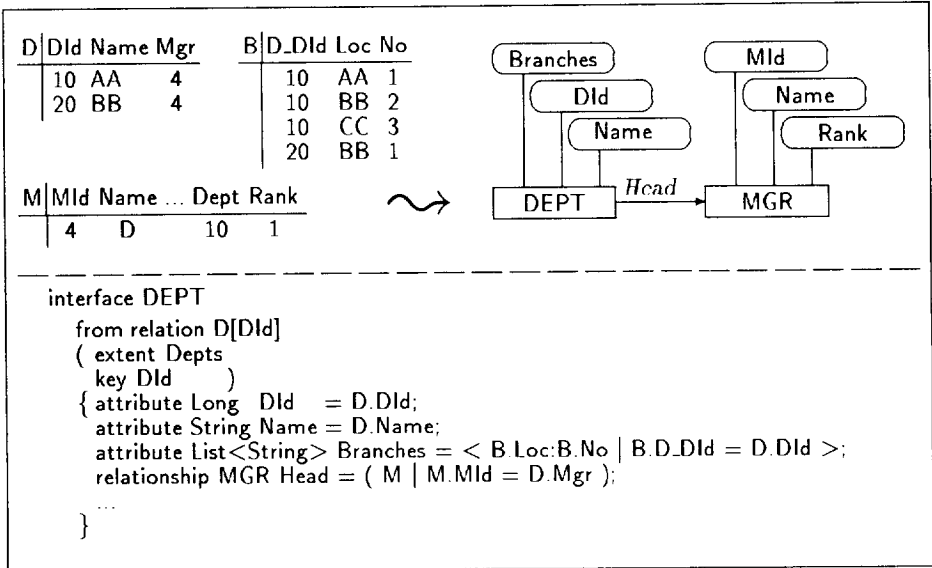 D DId Name Mgr
10 AA 4
20 BB 4
B D_DId Loc No
10 AA 1
10 BB 2
10 CC 3
20 BB 1
M MId Name ... Dept Rank
4 D 10 1
Branches
DId
Name
DEPT
Head
MId
Name
Rank
MGR
interface DEPT
from relation D[DId]
( extent Depts
key DId )
{ attribute Long DId = D.DId;
attribute String Name = D.Name;
attribute List<String> Branches = < B.Loc:B.No | B.D_DId = D.DId >;
relationship MGR Head = ( M | M.MId = D.Mgr );
...
}